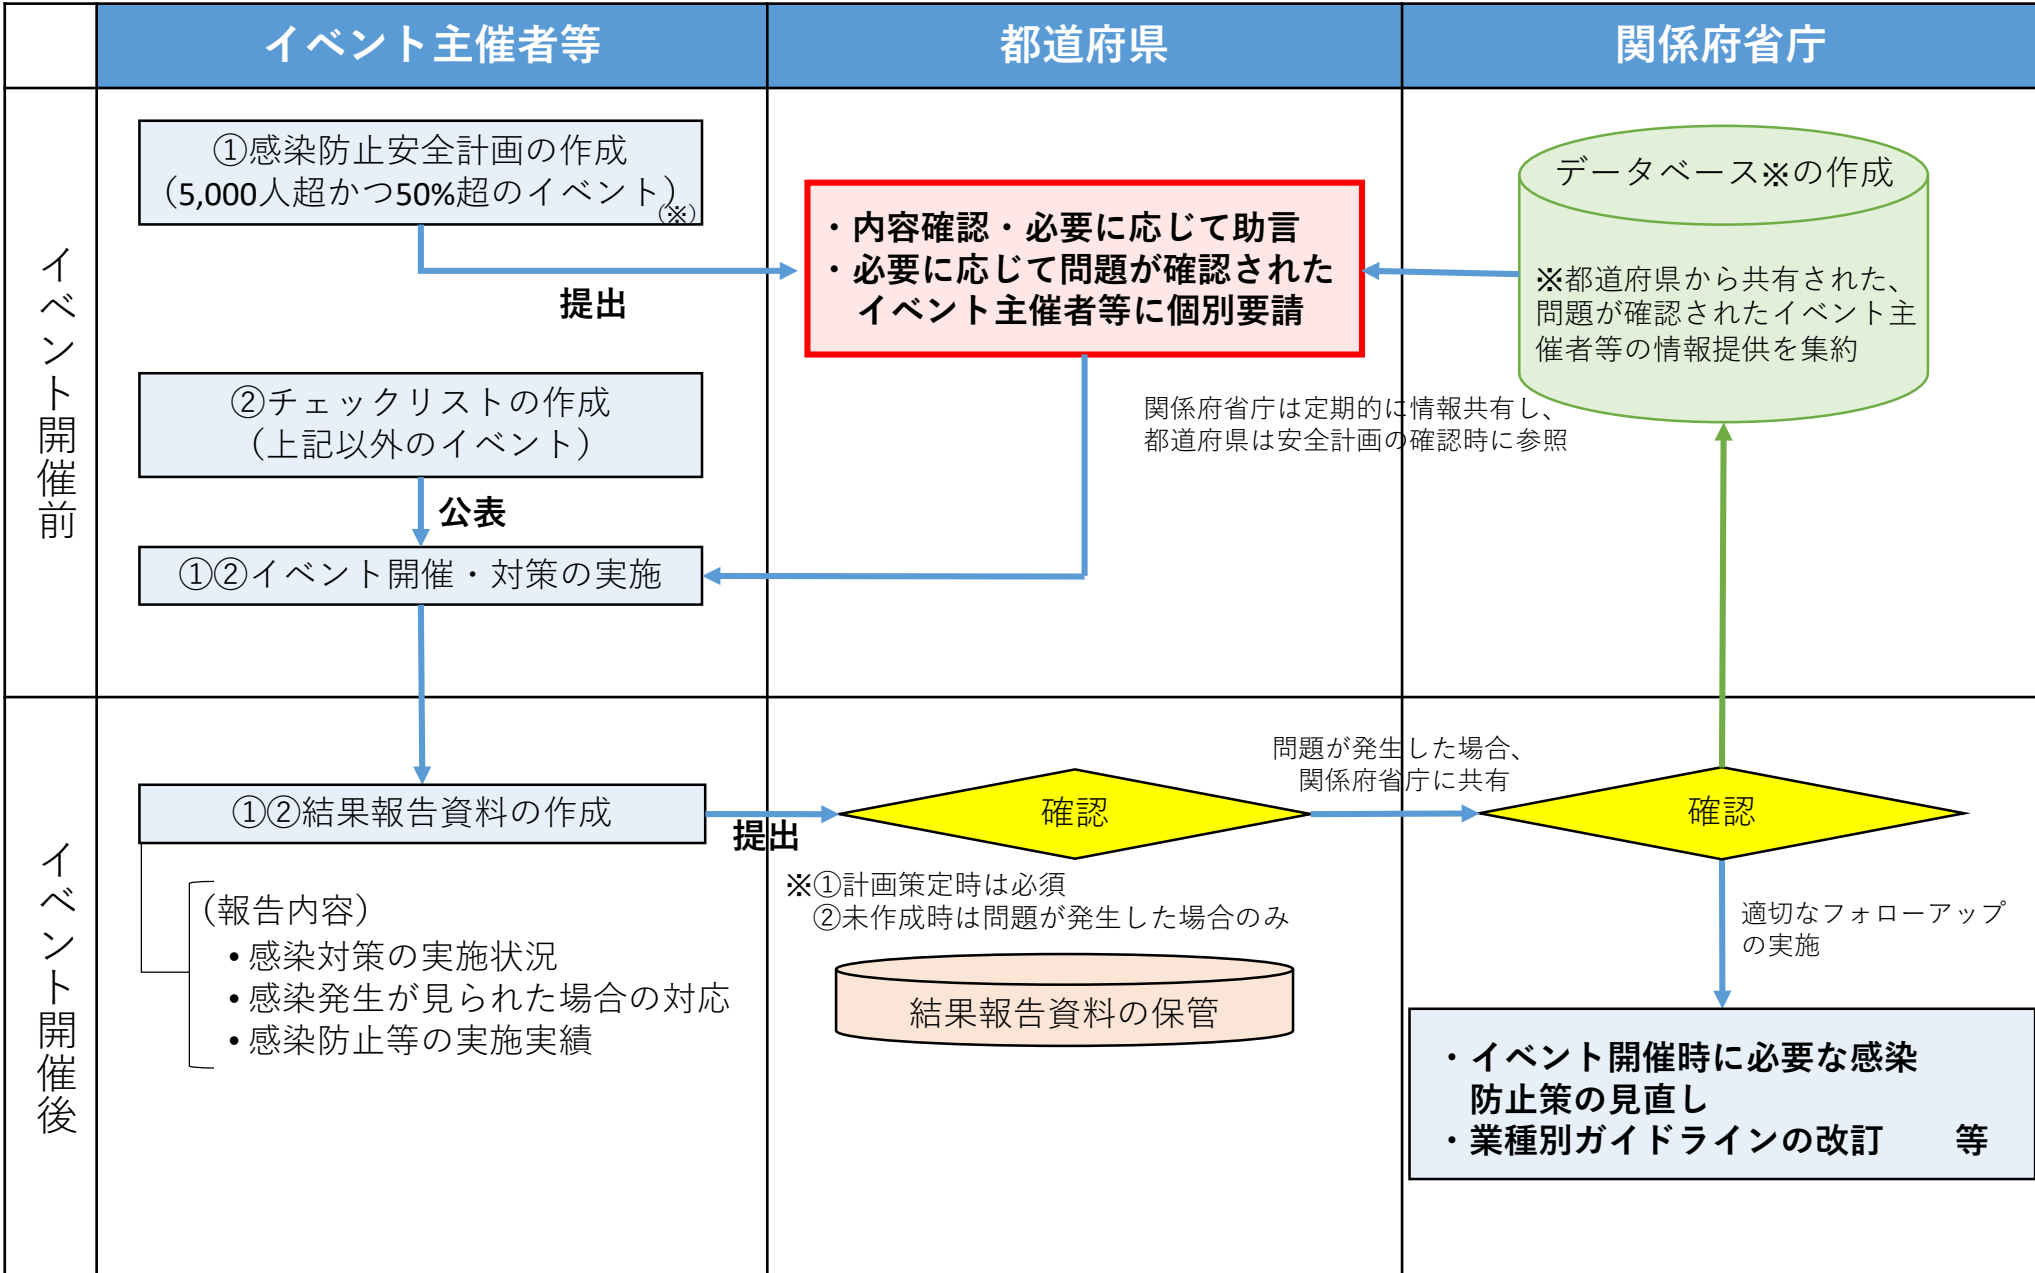 イベント主催者等
都道府県
関係府省庁
イベント開催前
①感染防止安全計画の作成
（5,000人超かつ50%超のイベント）
（※）
提出
②チェックリストの作成
（上記以外のイベント）
公表
①②イベント開催・対策の実施
・内容確認・必要に応じて助言
・必要に応じて問題が確認された
イベント主催者等に個別要請
データベース※の作成
※都道府県から共有された、
問題が確認されたイベント主
催者等の情報提供を集約
関係府省庁は定期的に情報共有し、
都道府県は安全計画の確認時に参照
イベント開催後
①②結果報告資料の作成
提出
（報告内容）
• 感染対策の実施状況
• 感染発生が見られた場合の対応
• 感染防止等の実施実績
確認
※①計画策定時は必須
②未作成時は問題が発生した場合のみ
結果報告資料の保管
問題が発生した場合、
関係府省庁に共有
確認
適切なフォローアップ
の実施
・イベント開催時に必要な感染
防止策の見直し
・業種別ガイドラインの改訂　　等